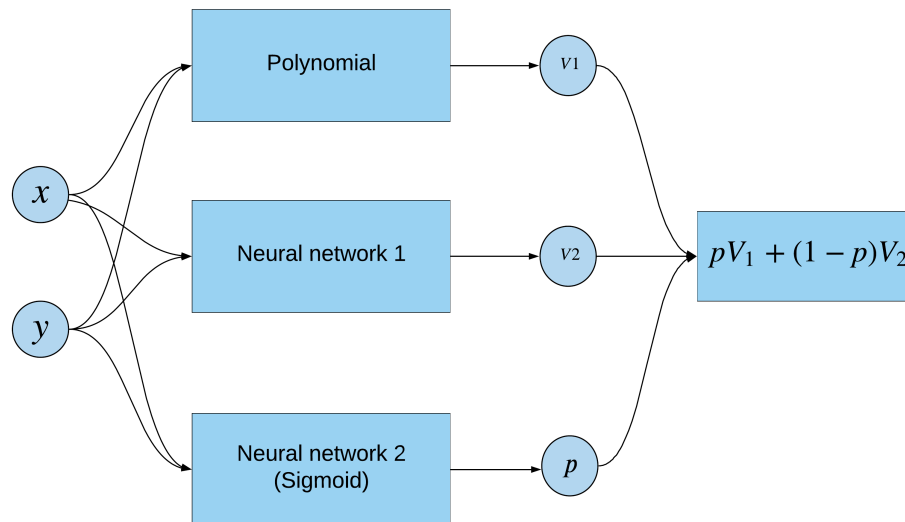 Polynomial
V1
x
Neural network 1
V2
pV₁ + (1 − p)V₂
y
Neural network 2
(Sigmoid)
p